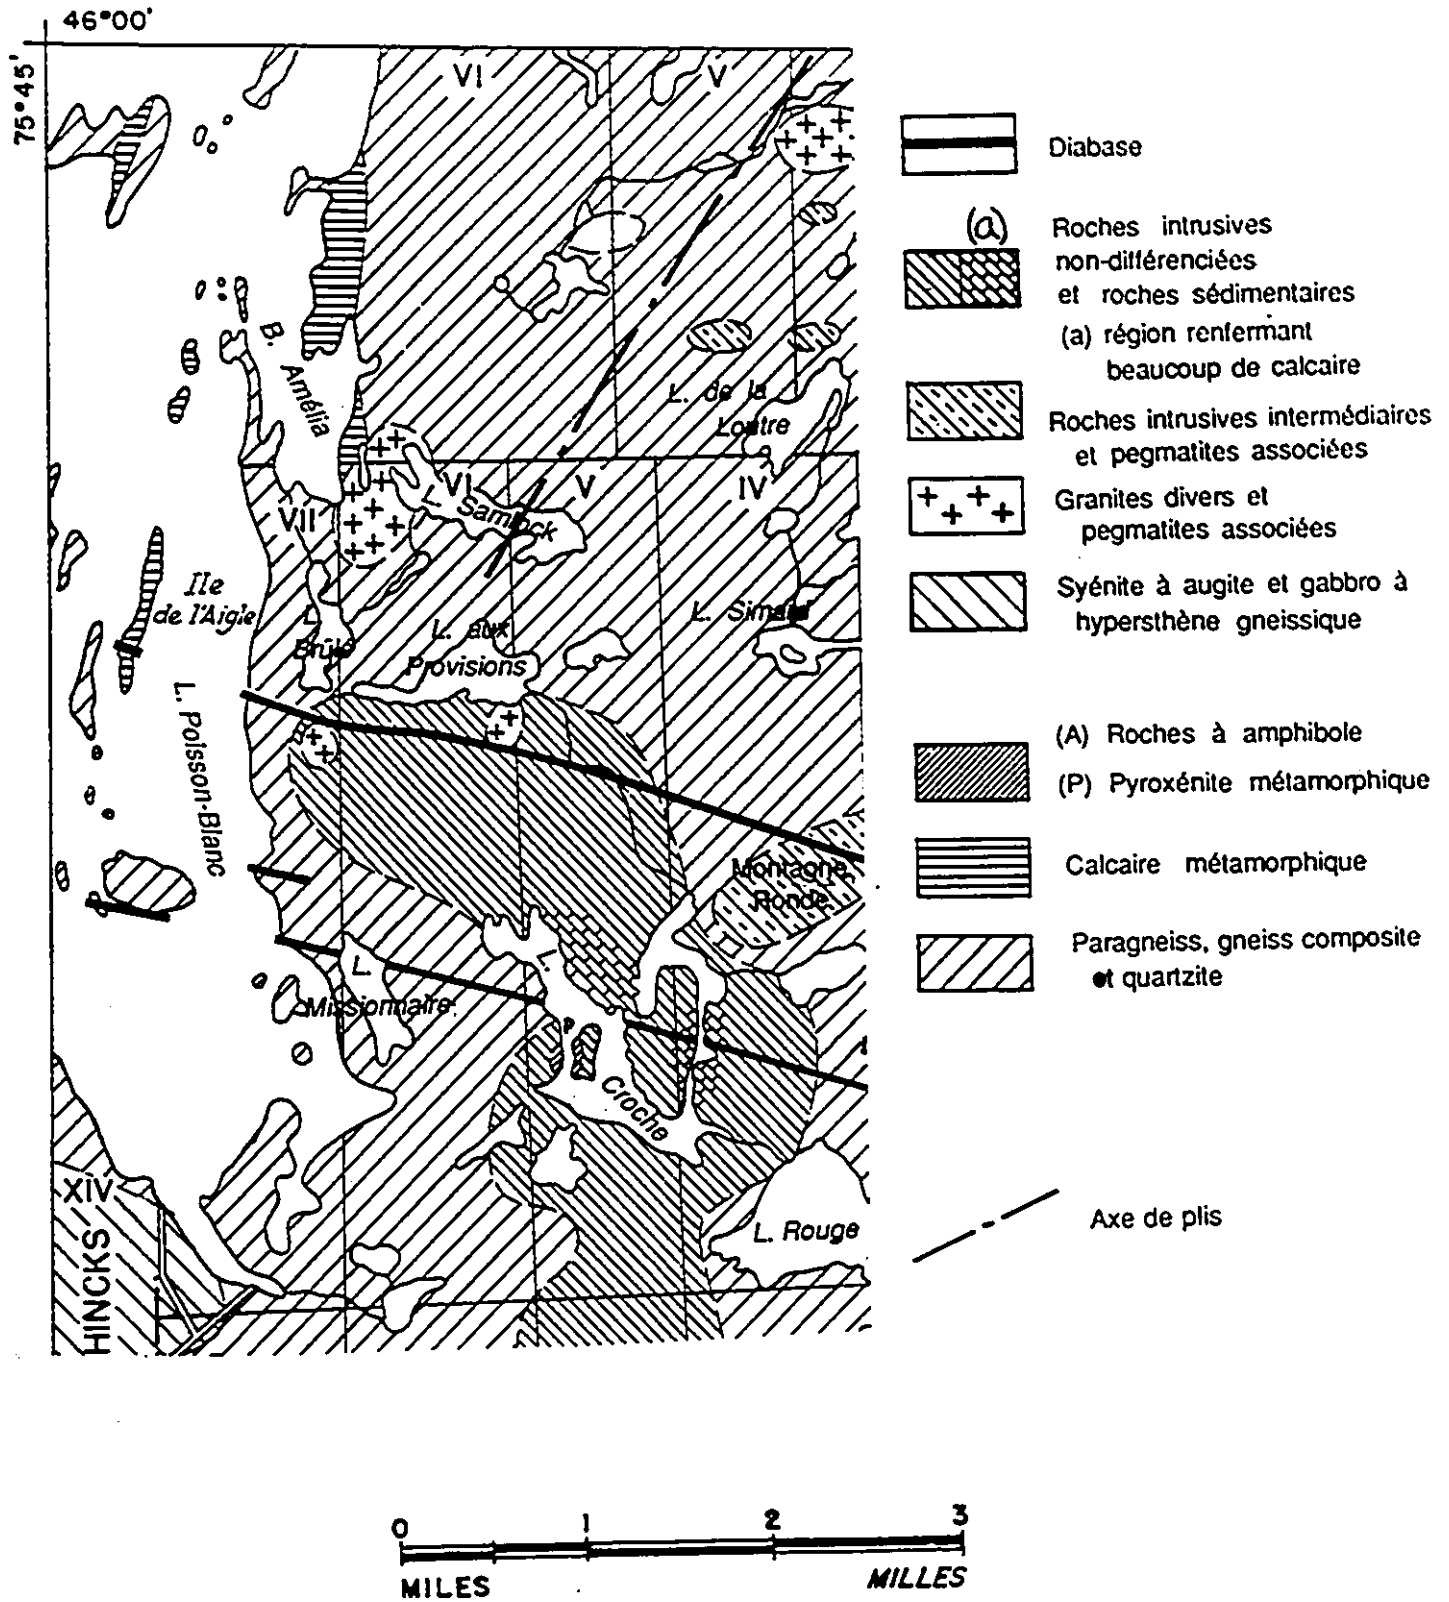 46°00'
75°45'
VI
V
B. Amélia
L. de la
Loutre
VI
V
IV
VII
L. Samlock
Ile
de l'Aigle
L.
Brûlé
L. aux
Provisions
L. Simard
L. Poisson-Blanc
Montagne
Ronde
L.
Missionnaire
L.
Croche
P
XIV
HINCKS
L. Rouge
Diabase
(a)
Roches intrusives
non-différenciées
et roches sédimentaires
(a) région renfermant
beaucoup de calcaire
Roches intrusives intermédiaires
et pegmatites associées
Granites divers et
pegmatites associées
Syénite à augite et gabbro à
hypersthène gneissique
(A) Roches à amphibole
(P) Pyroxénite métamorphique
Calcaire métamorphique
Paragneiss, gneiss composite
et quartzite
Axe de plis
0 1 2 3
MILES MILLES